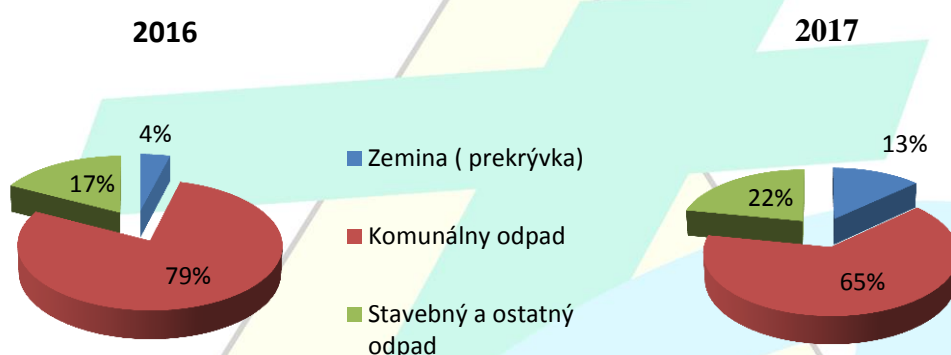 2016
2017
4%
17%
79%
Zemina ( prekrývka)
Komunálny odpad
Stavebný a ostatný
odpad
13%
22%
65%